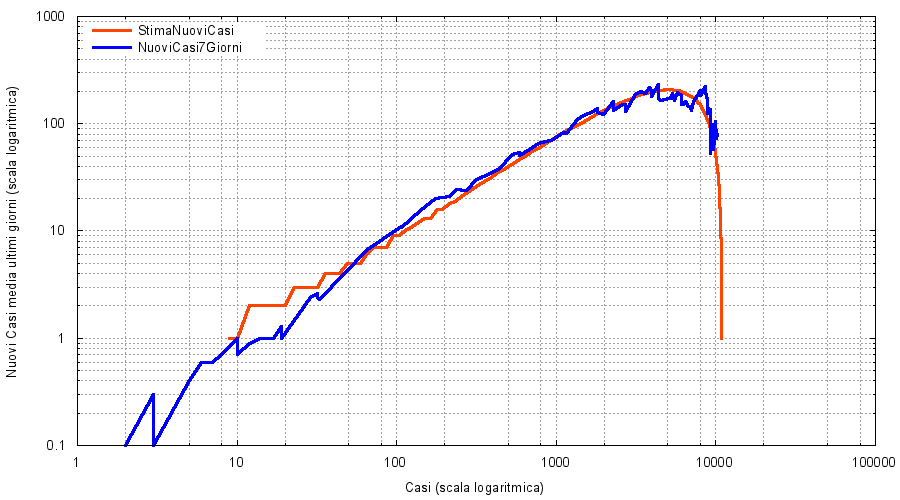 1000
StimaNuoviCasi
NuoviCasi7Giorni
100
10
1
0.1
Nuovi Casi media ultimi giorni (scala logaritmica)
1 10 100 1000 10000 100000
Casi (scala logaritmica)